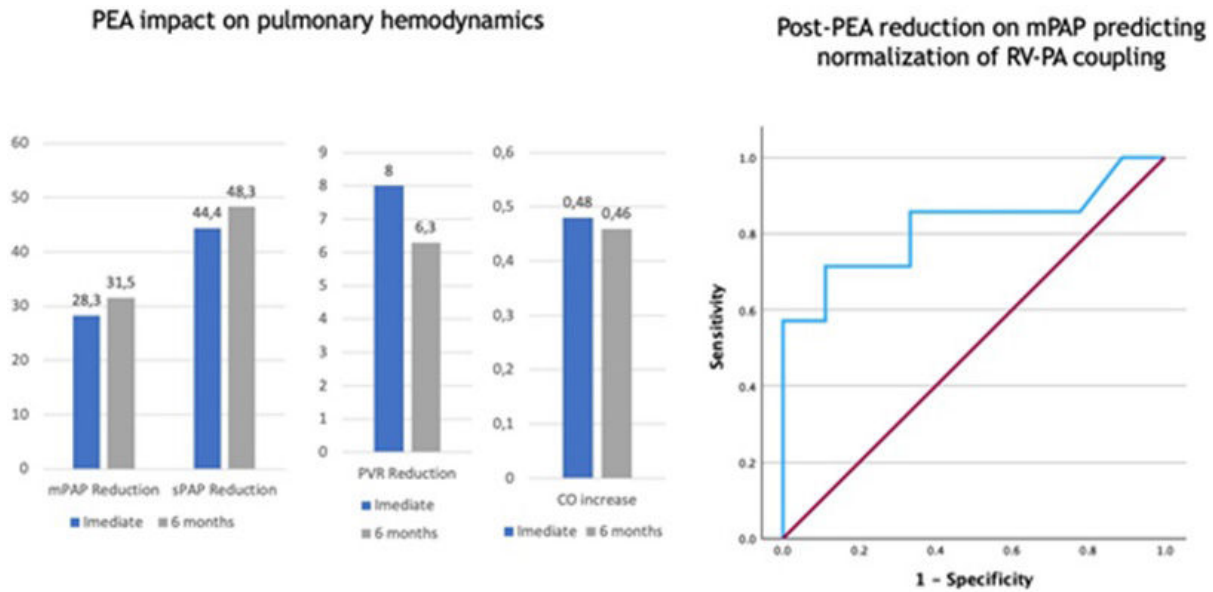 PEA impact on pulmonary hemodynamics
60
50
40
30
20
10
0
28,3
31,5
44,4
48,3
mPAP Reduction
sPAP Reduction
Imediate
6 months
9
8
7
6
5
4
3
2
1
0
8
6,3
PVR Reduction
Imediate
6 months
0,6
0,5
0,4
0,3
0,2
0,1
0
0,48
0,46
CO increase
Imediate
6 months
Post-PEA reduction on mPAP predicting
normalization of RV-PA coupling
Sensitivity
1.0
0.8
0.6
0.4
0.2
0.0
0.0
0.2
0.4
0.6
0.8
1.0
1 - Specificity